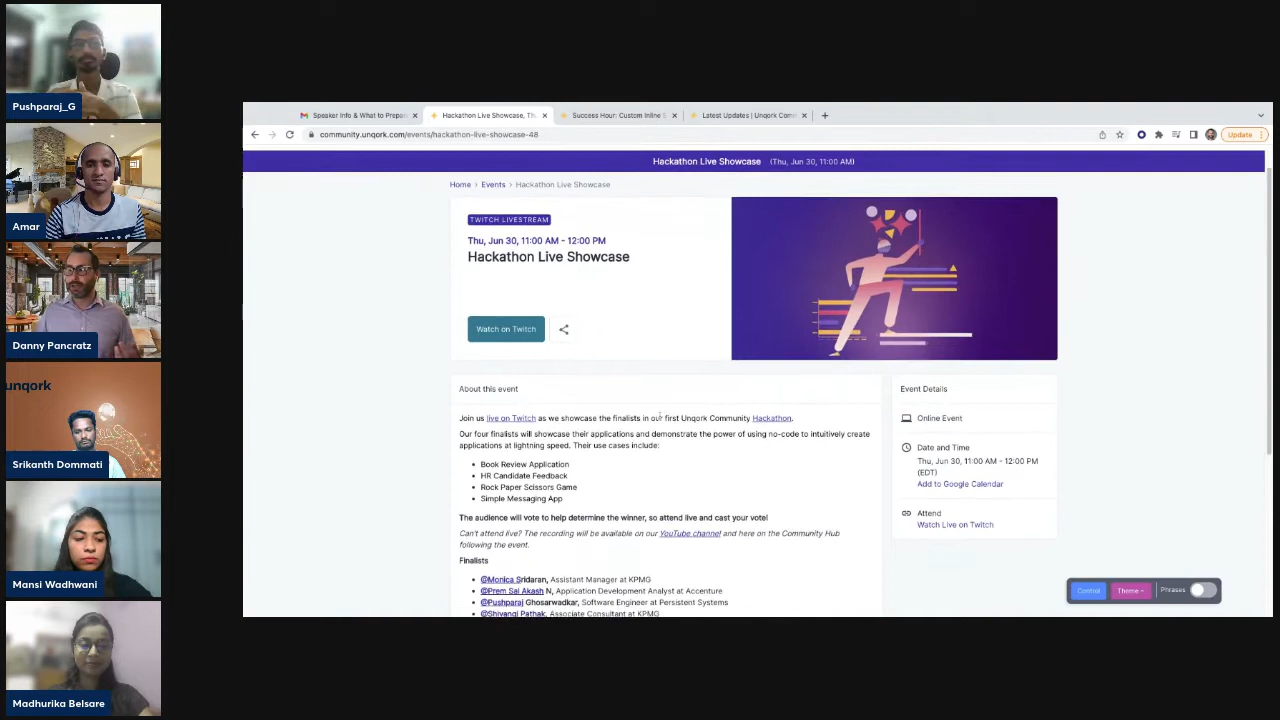 Pushparaj_G
Amar
Danny Pancratz
unqork
Srikanth Dommati
Mansi Wadhwani
Madhurika Belsare
Speaker Info & What to Prepar
Hackathon Live Showcase, Th
Success Hour: Custom Inline S
Latest Updates | Unqork Comm
community.unqork.com/events/hackathon-live-showcase-48
Update
Hackathon Live Showcase (Thu, Jun 30, 11:00 AM)
Home > Events > Hackathon Live Showcase
TWITCH LIVESTREAM
Thu, Jun 30, 11:00 AM - 12:00 PM
Hackathon Live Showcase
Watch on Twitch
About this event
Join us live on Twitch as we showcase the finalists in our first Unqork Community Hackathon.
Our four finalists will showcase their applications and demonstrate the power of using no-code to intuitively create
applications at lightning speed. Their use cases include:
• Book Review Application
• HR Candidate Feedback
• Rock Paper Scissors Game
• Simple Messaging App
The audience will vote to help determine the winner, so attend live and cast your vote!
Can't attend live? The recording will be available on our YouTube channel and here on the Community Hub
following the event.
Finalists
• @Monica Sridaran, Assistant Manager at KPMG
• @Prem Sai Akash N, Application Development Analyst at Accenture
• @Pushparaj Ghosarwadkar, Software Engineer at Persistent Systems
• @Shivangi Pathak, Associate Consultant at KPMG
Event Details
Online Event
Date and Time
Thu, Jun 30, 11:00 AM - 12:00 PM
(EDT)
Add to Google Calendar
Attend
Watch Live on Twitch
Control
Theme
Phrases